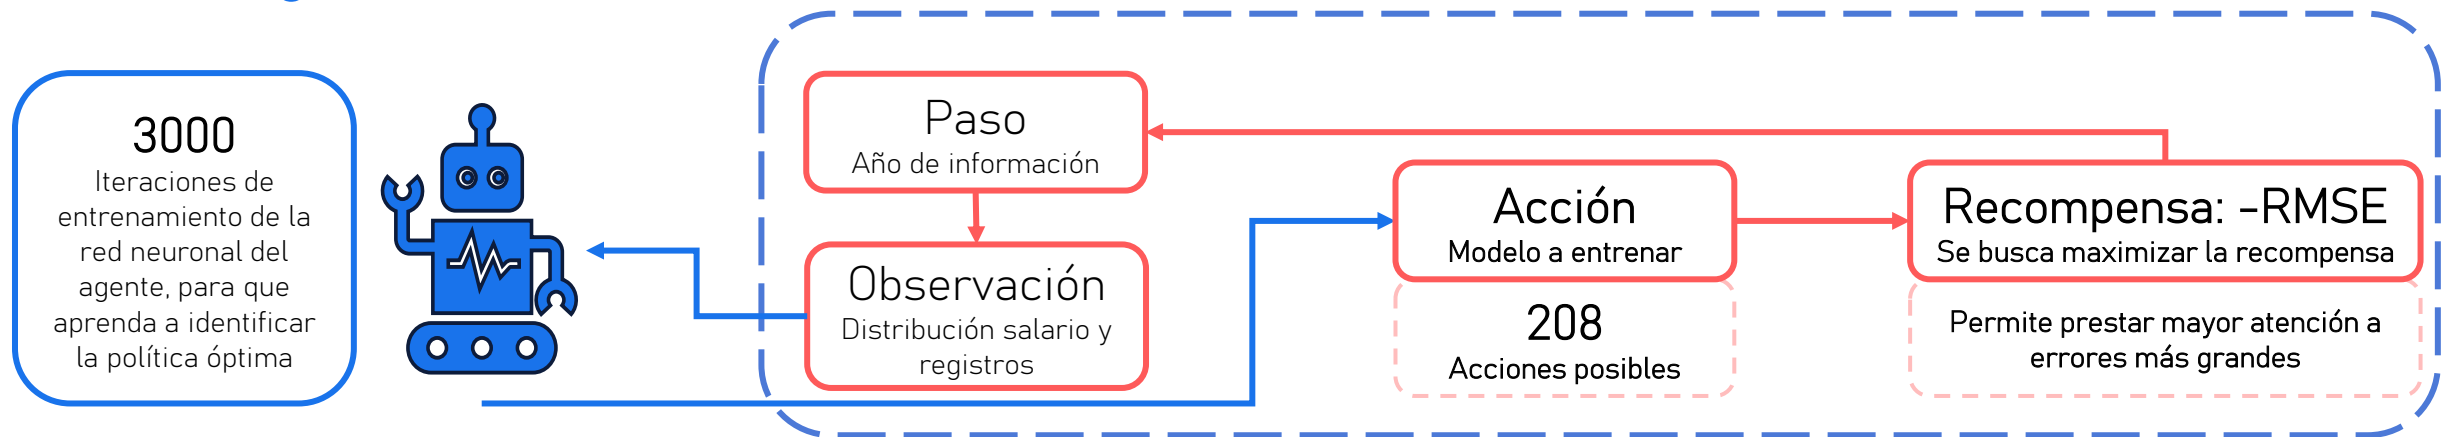 3000
Iteraciones de
entrenamiento de la
red neuronal del
agente, para que
aprenda a identificar
la política óptima
Paso
Año de información
Observación
Distribución salario y
registros
Acción
Modelo a entrenar
208
Acciones posibles
Recompensa: -RMSE
Se busca maximizar la recompensa
Permite prestar mayor atención a
errores más grandes